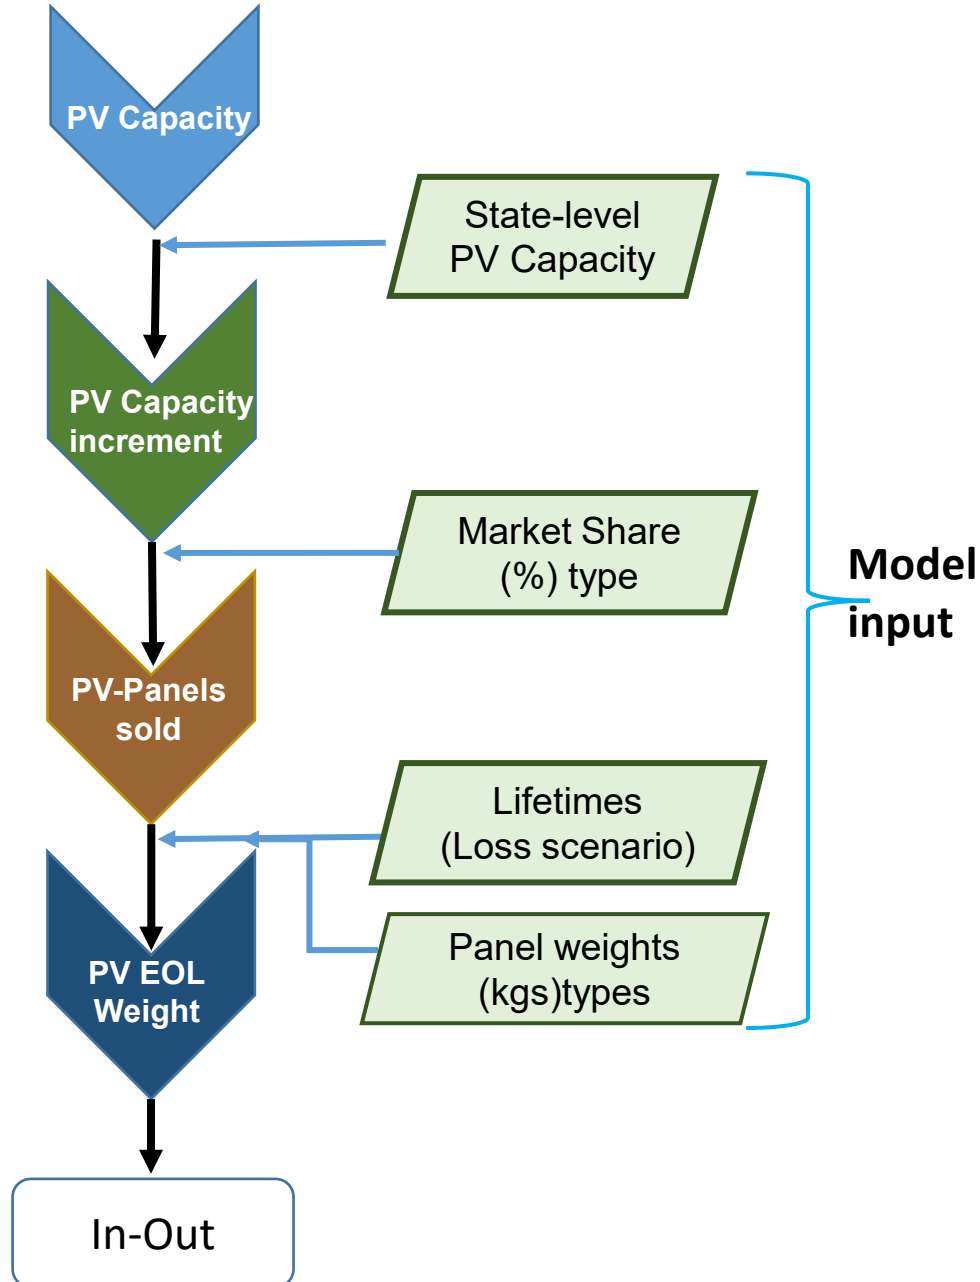 PV Capacity
State-level
PV Capacity
PV Capacity
increment
Market Share
(%) type
Model
input
PV-Panels
sold
Lifetimes
(Loss scenario)
Panel weights
(kgs)types
PV EOL
Weight
In-Out